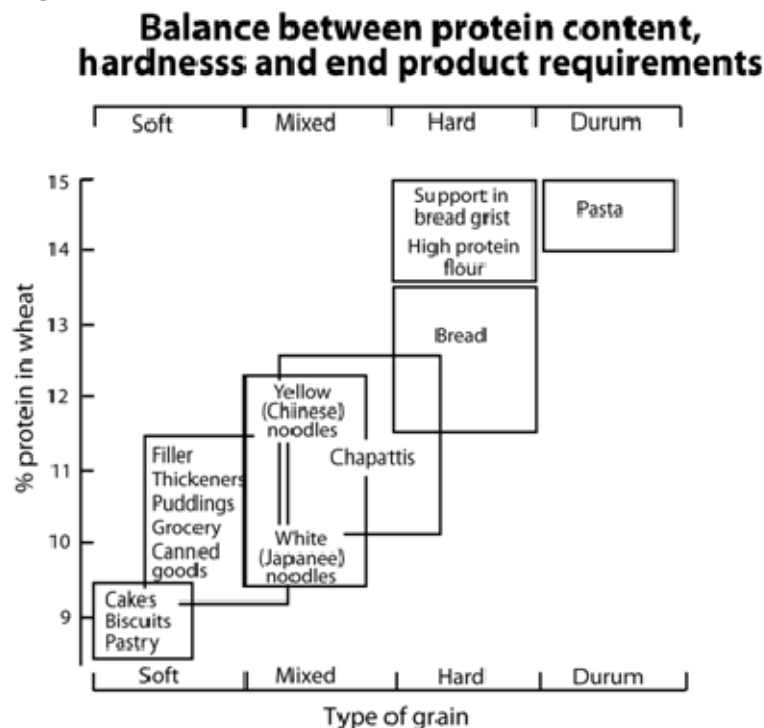 Balance between protein content,
hardnesss and end product requirements
Soft Mixed Hard Durum
% protein in wheat
15
14
13
12
11
10
9
Support in
bread grist
High protein
flour
Pasta
Bread
Yellow
(Chinese)
noodles
Chapattis
Filler
Thickeners
Puddings
Grocery
Canned
goods
White
(Japanee)
noodles
Cakes
Biscuits
Pastry
Soft Mixed Hard Durum
Type of grain